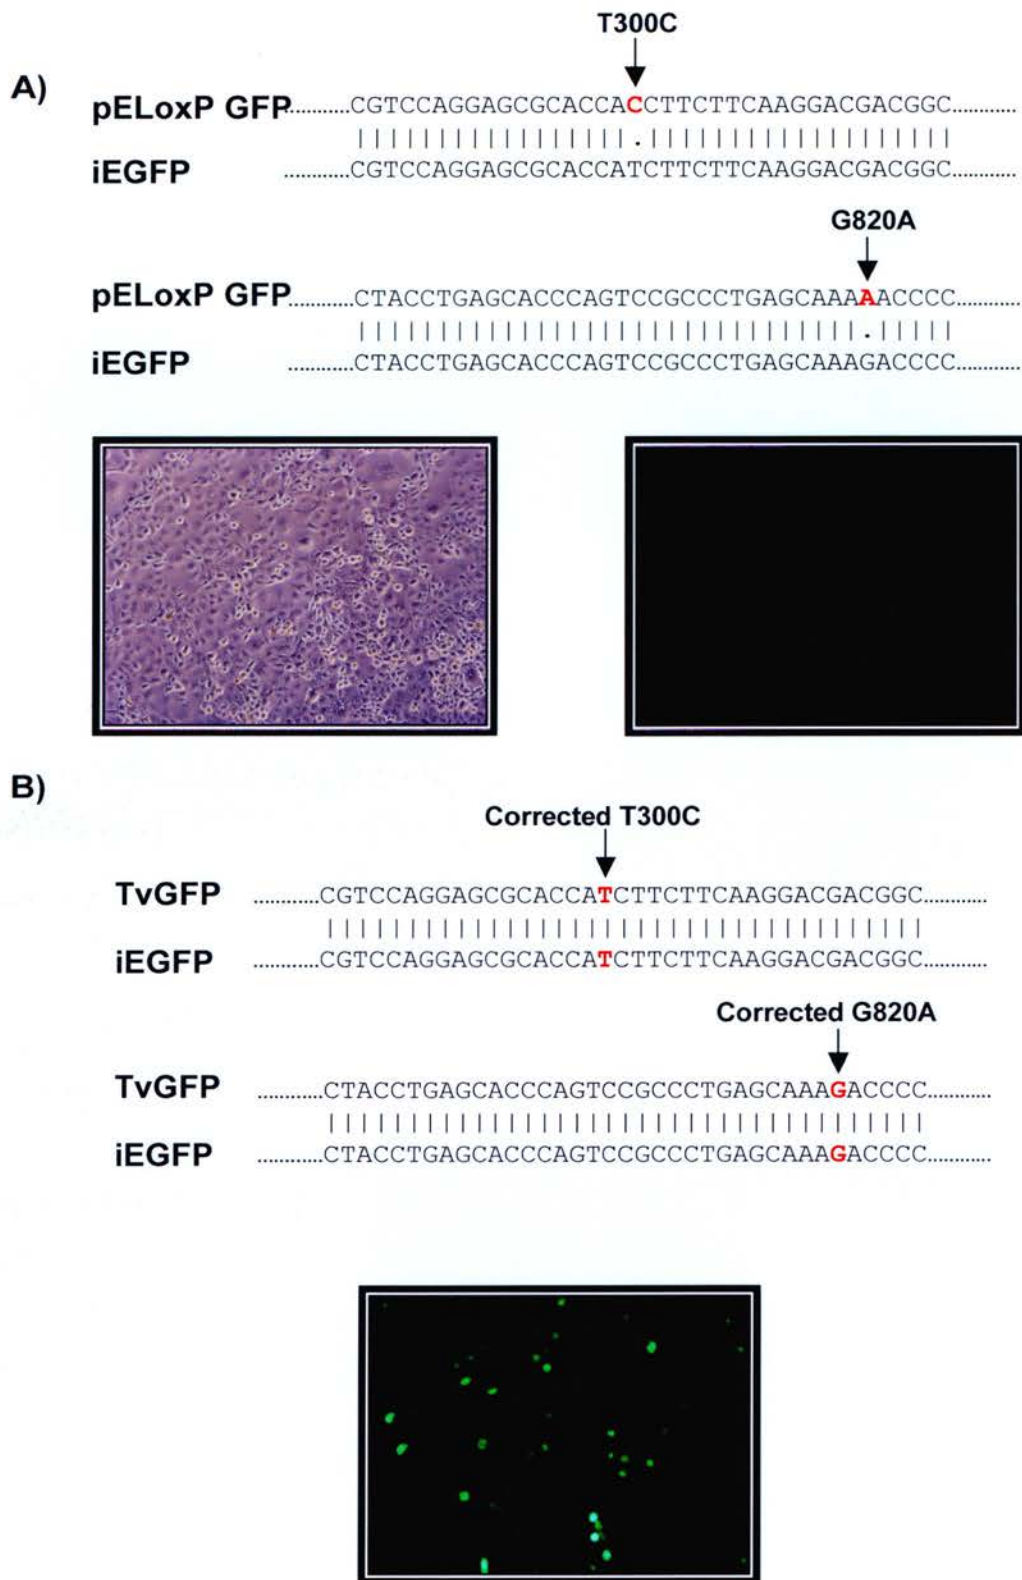 T300C
A)
pELoxP GFP ............CGTCCAGGAGCGCACCACCTTCTTCAAGGACGACGGC............
| | | | | | | | | | | | | | | | | . | | | | | | | | | | | | | | | | | | |
iEGFP ............CGTCCAGGAGCGCACCATCTTCTTCAAGGACGACGGC............
G820A
pELoxP GFP ............CTACCTGAGCACCCAGTCCGCCCTGAGCAAAAACCCC............
| | | | | | | | | | | | | | | | | | | | | | | | | | | | | | | . | | | | |
iEGFP ............CTACCTGAGCACCCAGTCCGCCCTGAGCAAAGACCCC............
B)
Corrected T300C
TvGFP ............CGTCCAGGAGCGCACCATCTTCTTCAAGGACGACGGC............
| | | | | | | | | | | | | | | | | | | | | | | | | | | | | | | | | | | | |
iEGFP ............CGTCCAGGAGCGCACCATCTTCTTCAAGGACGACGGC............
Corrected G820A
TvGFP ............CTACCTGAGCACCCAGTCCGCCCTGAGCAAAGACCCC............
| | | | | | | | | | | | | | | | | | | | | | | | | | | | | | | | | | | | |
iEGFP ............CTACCTGAGCACCCAGTCCGCCCTGAGCAAAGACCCC............